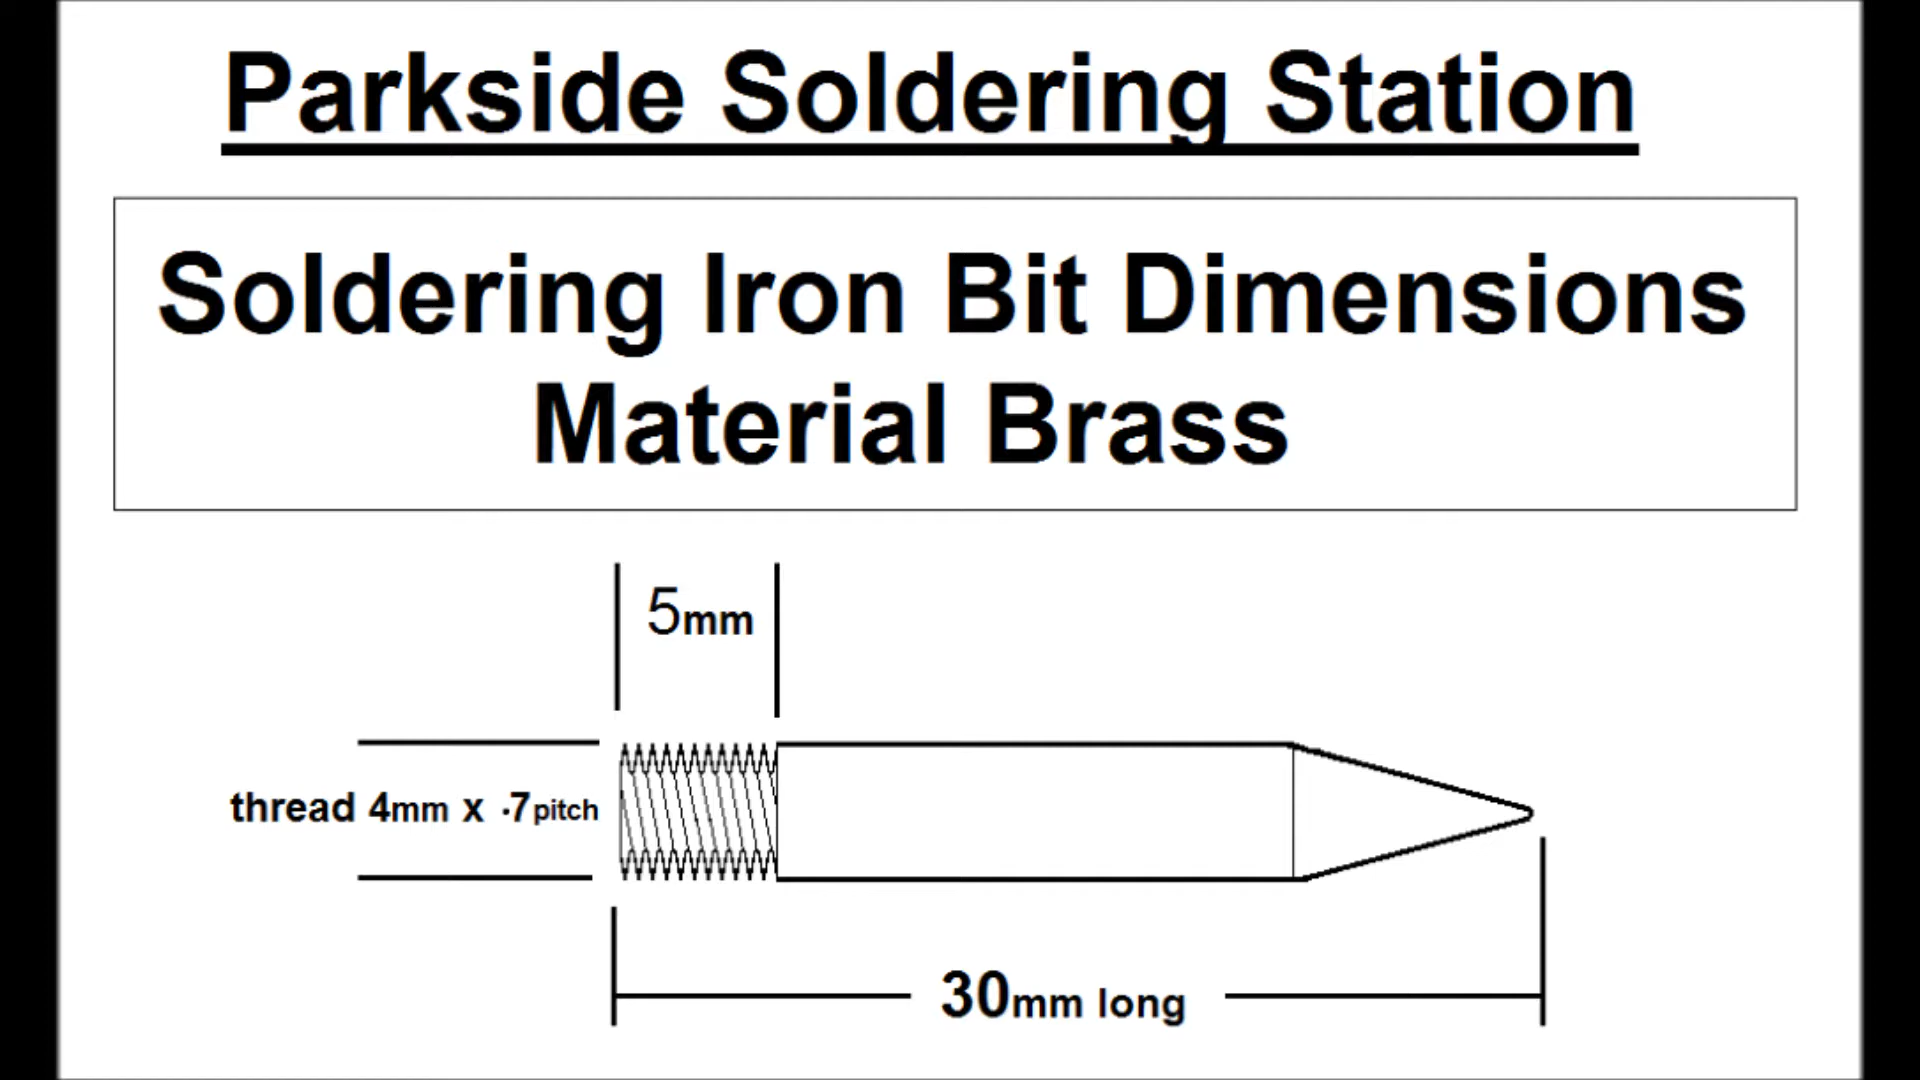 Parkside Soldering Station
Soldering Iron Bit Dimensions
Material Brass
5mm
thread 4mm x .7pitch
30mm long